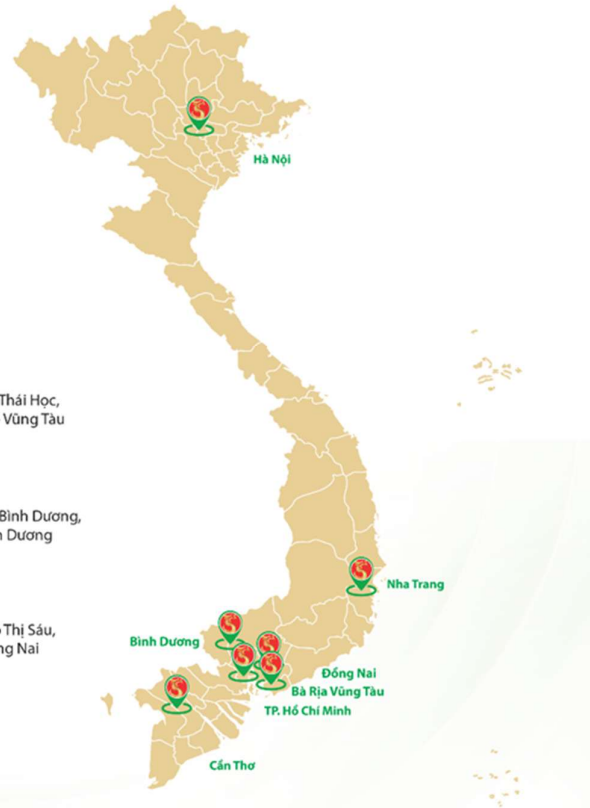 Hà Nội
Thái Học,
Vũng Tàu
Bình Dương,
Dương
Nha Trang
Thị Sáu,
Nai
Bình Dương
Đồng Nai
Bà Rịa Vũng Tàu
TP. Hồ Chí Minh
Cần Thơ